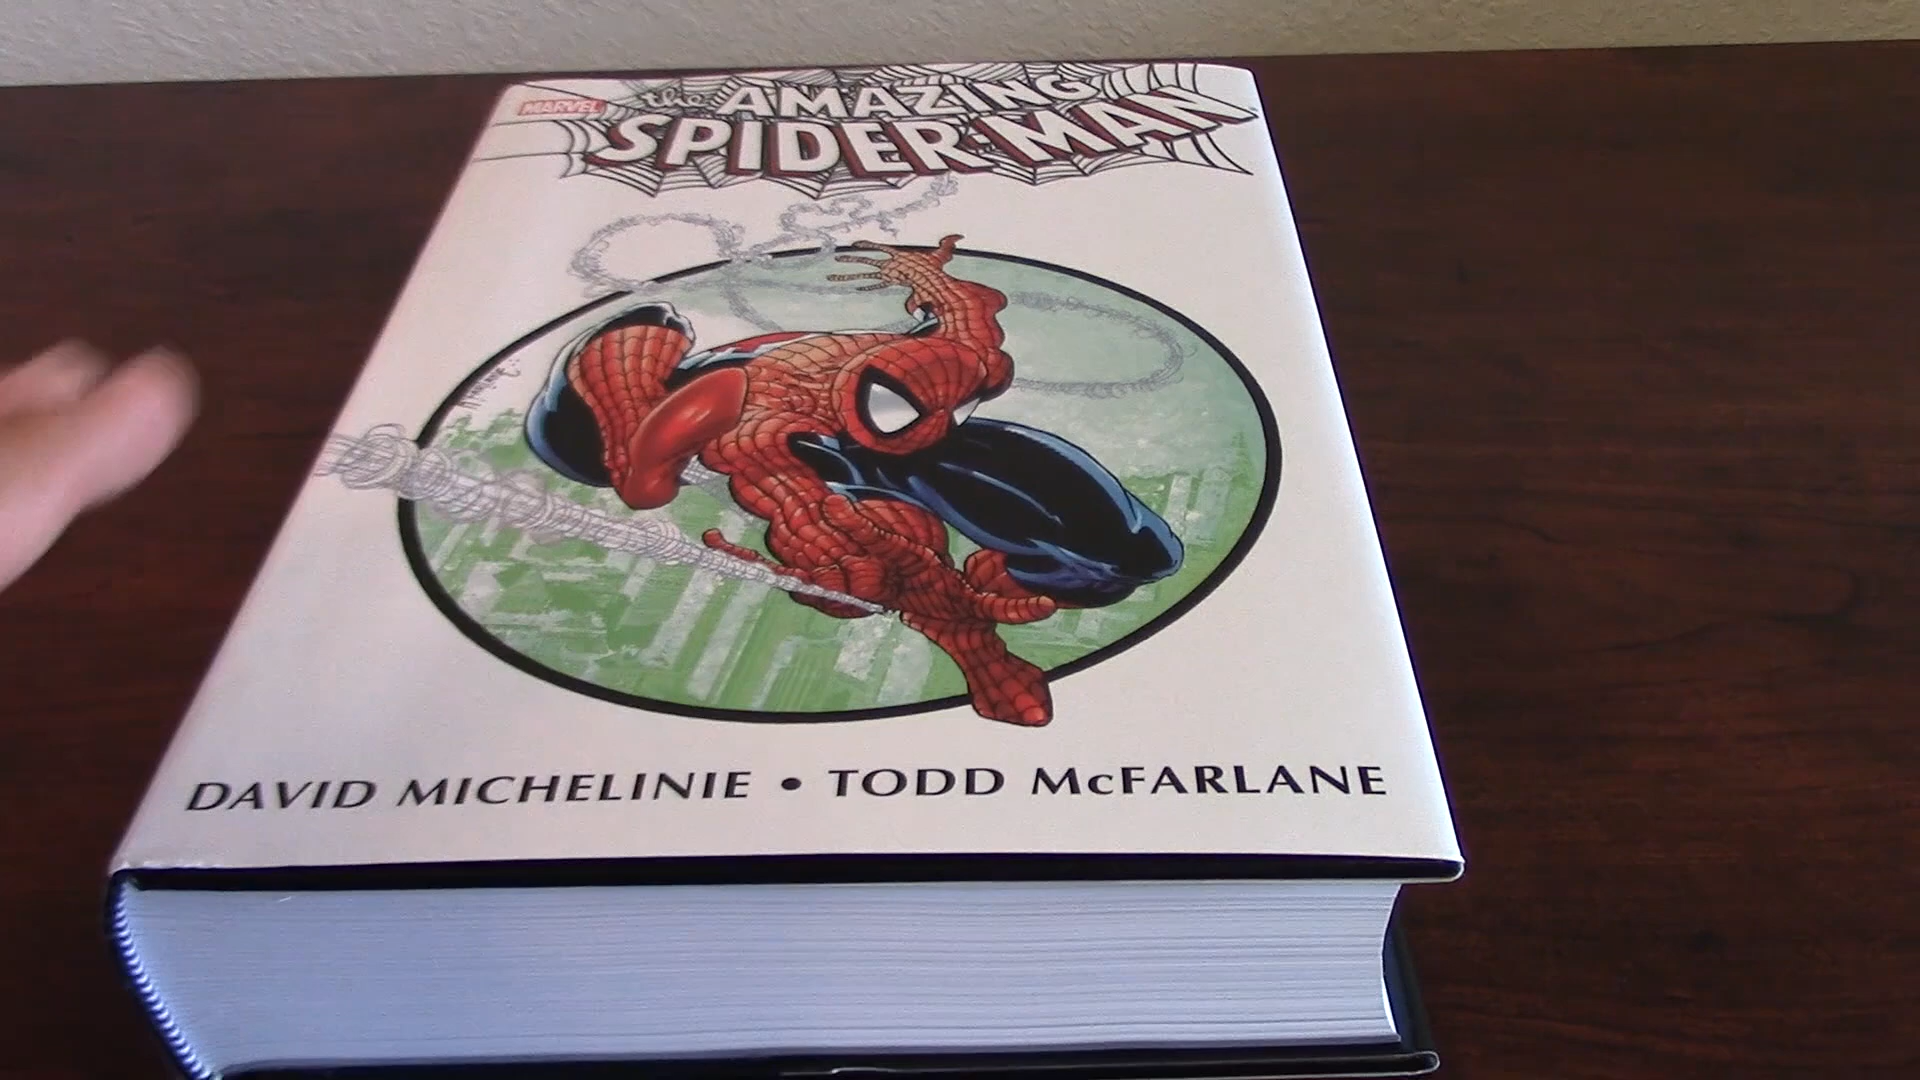 MARVEL
the AMAZING
SPIDER-MAN
DAVID MICHELINIE • TODD McFARLANE